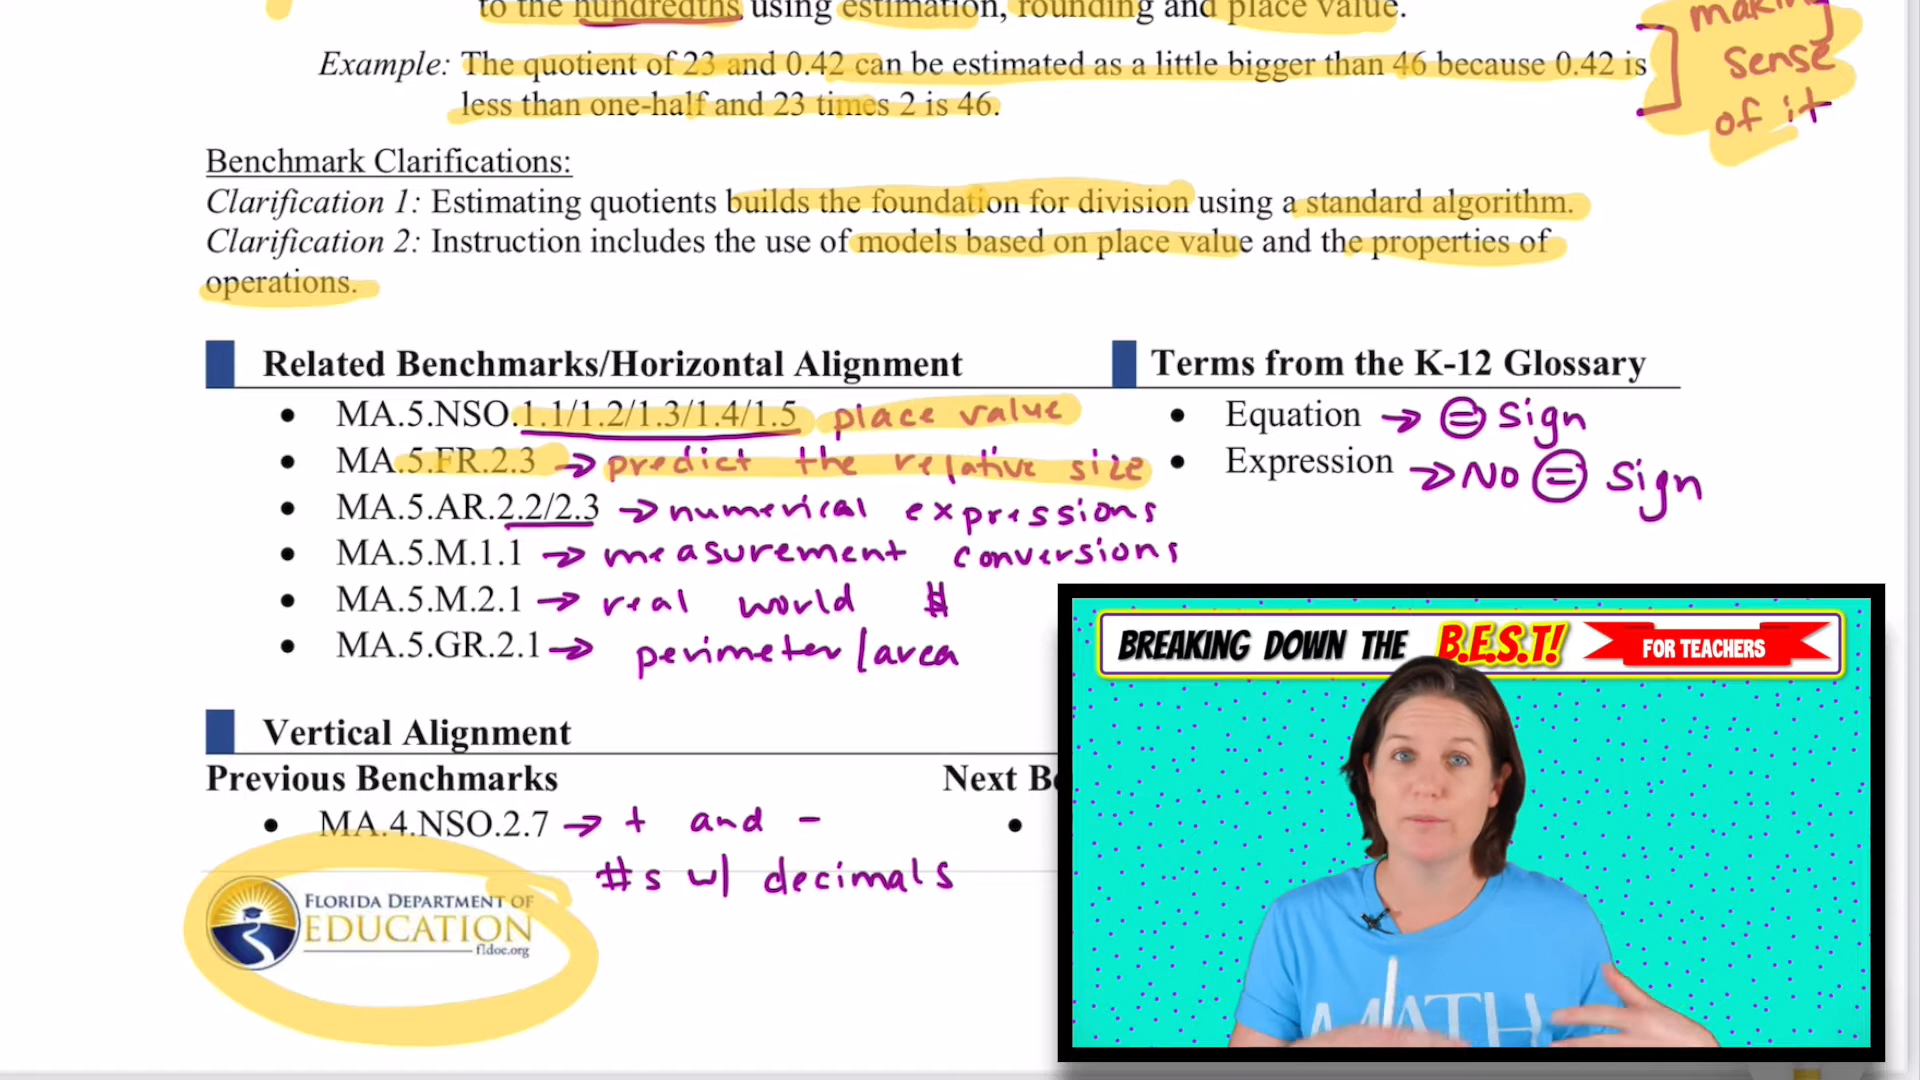 to the hundredths using estimation, rounding and place value.
making
sense
of it
Example: The quotient of 23 and 0.42 can be estimated as a little bigger than 46 because 0.42 is
less than one-half and 23 times 2 is 46.
Benchmark Clarifications:
Clarification 1: Estimating quotients builds the foundation for division using a standard algorithm.
Clarification 2: Instruction includes the use of models based on place value and the properties of
operations.
Related Benchmarks/Horizontal Alignment
• MA.5.NSO.1.1/1.2/1.3/1.4/1.5 place value
• MA.5.FR.2.3 → predict the relative size
• MA.5.AR.2.2/2.3 → numerical expressions
• MA.5.M.1.1 → measurement conversions
• MA.5.M.2.1 → real world $
• MA.5.GR.2.1 → perimeter/area
Terms from the K-12 Glossary
• Equation → = sign
• Expression → No = sign
Vertical Alignment
Previous Benchmarks
• MA.4.NSO.2.7 → + and -
#s w/ decimals
Next
FLORIDA DEPARTMENT OF
EDUCATION
fldoe.org
BREAKING DOWN THE B.E.S.T! FOR TEACHERS
MATH